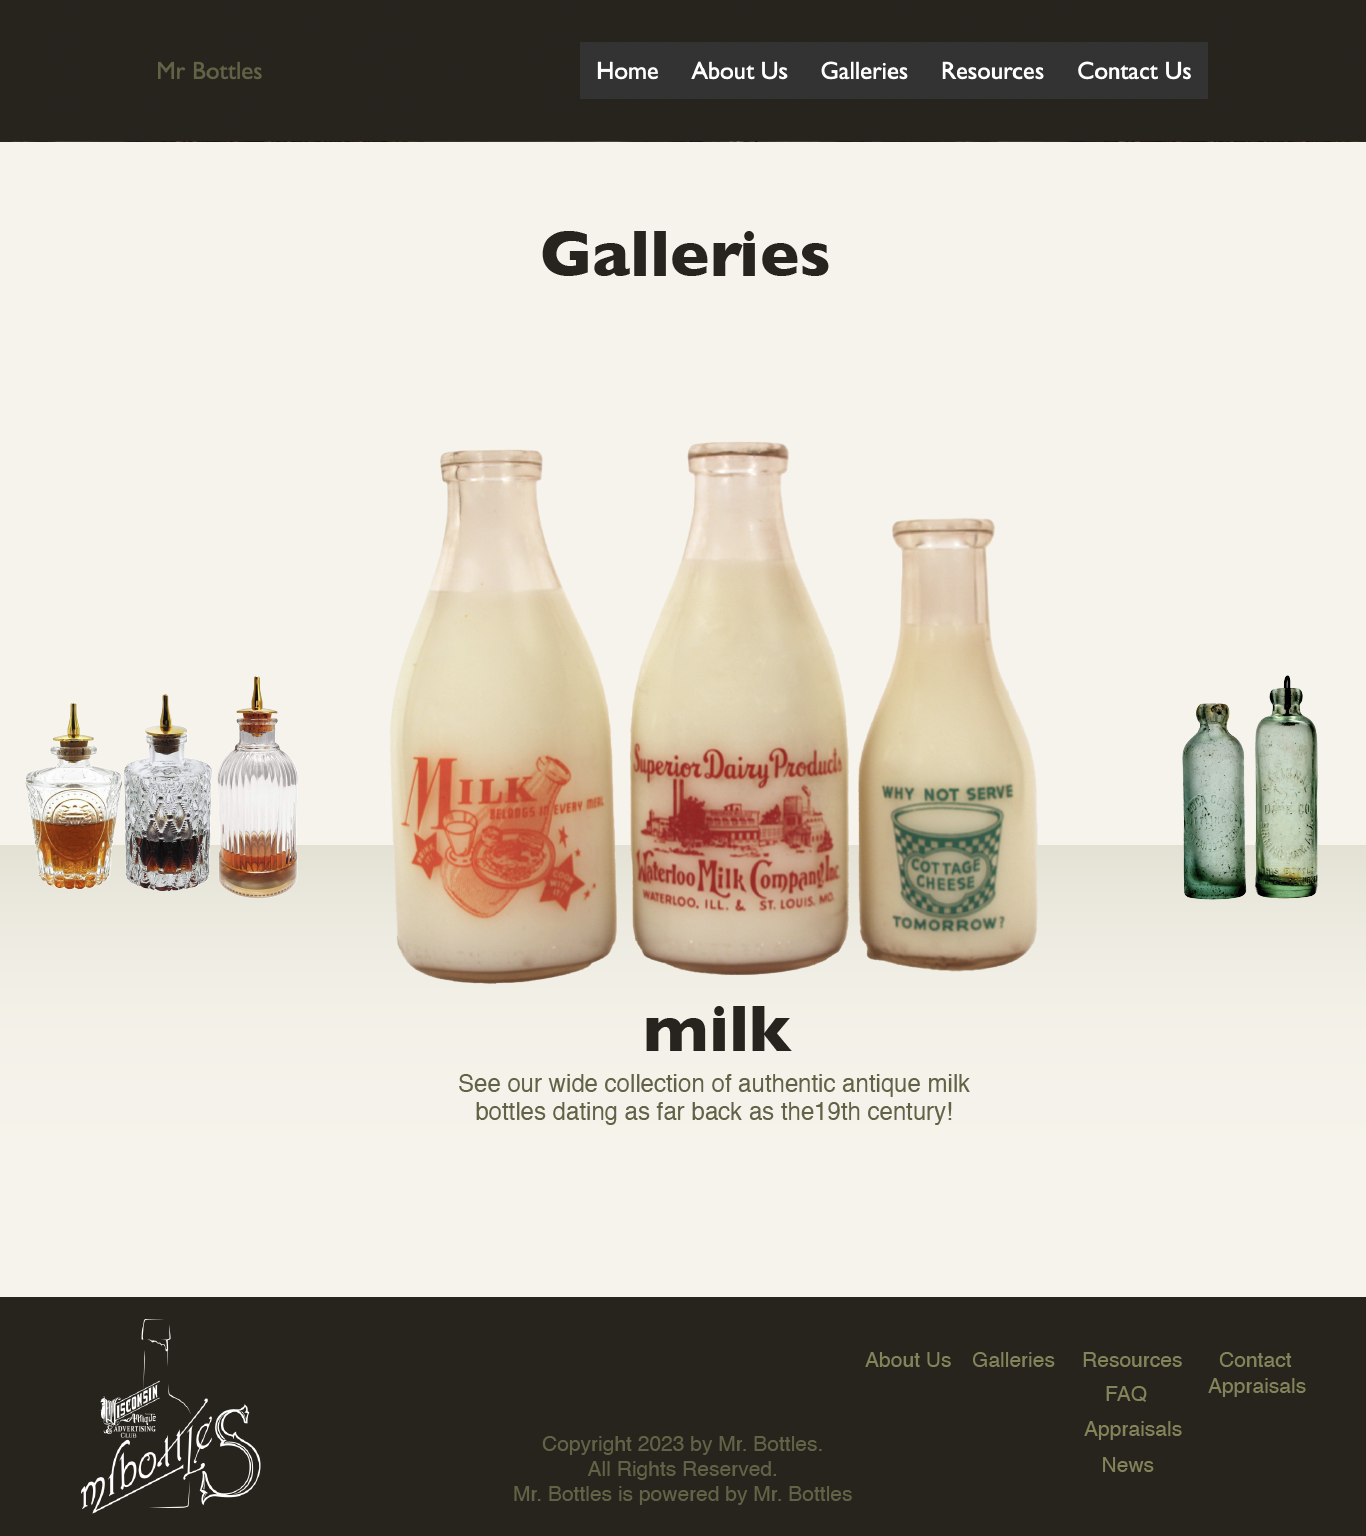 Mr Bottles
Home About Us Galleries Resources Contact Us
Galleries
MILK
BELONGS IN EVERY MEAL
Superior Dairy Products
Waterloo Milk Company Inc
WATERLOO, ILL. & ST. LOUIS, MO.
WHY NOT SERVE
COTTAGE
CHEESE
TOMORROW?
milk
See our wide collection of authentic antique milk
bottles dating as far back as the19th century!
WISCONSIN
Antique
ADVERTISING
CLUB
mrbottles
About Us Galleries Resources Contact
Appraisals
FAQ
Appraisals
News
Copyright 2023 by Mr. Bottles.
All Rights Reserved.
Mr. Bottles is powered by Mr. Bottles